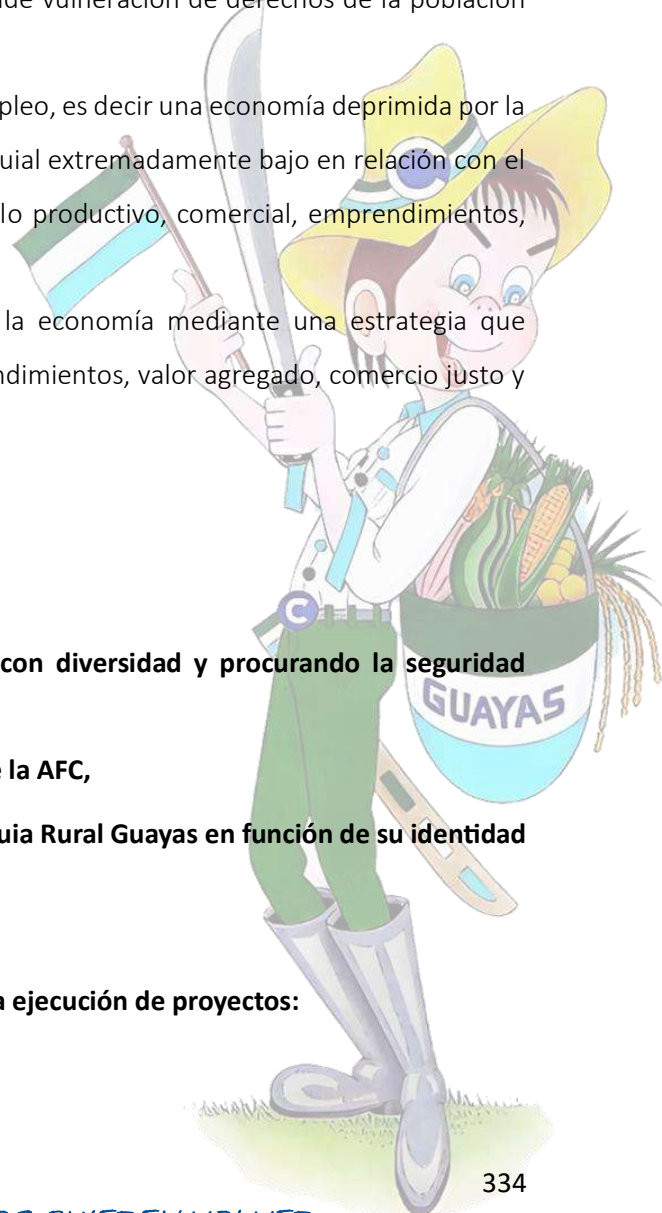 de vulneración de derechos de la población
pleo, es decir una economía deprimida por la
uial extremadamente bajo en relación con el
lo productivo, comercial, emprendimientos,
la economía mediante una estrategia que
ndimientos, valor agregado, comercio justo y
C
C
con diversidad y procurando la seguridad
GUAYAS
e la AFC,
uia Rural Guayas en función de su identidad
a ejecución de proyectos:
334